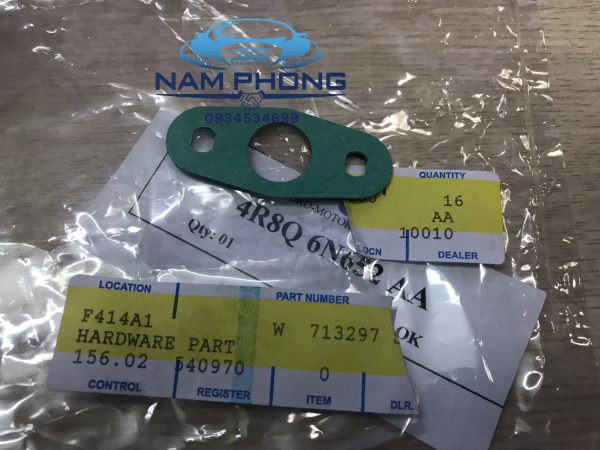 NAM PHONG
0934534699
QUANTITY
16
AA
10010
DEALER
4R8Q 6N652 AA
Qty: 01
OK
LOCATION
PART NUMBER
F414A1
W 713297
HARDWARE PART
156.02 540970 0
CONTROL
REGISTER
ITEM
DLR.